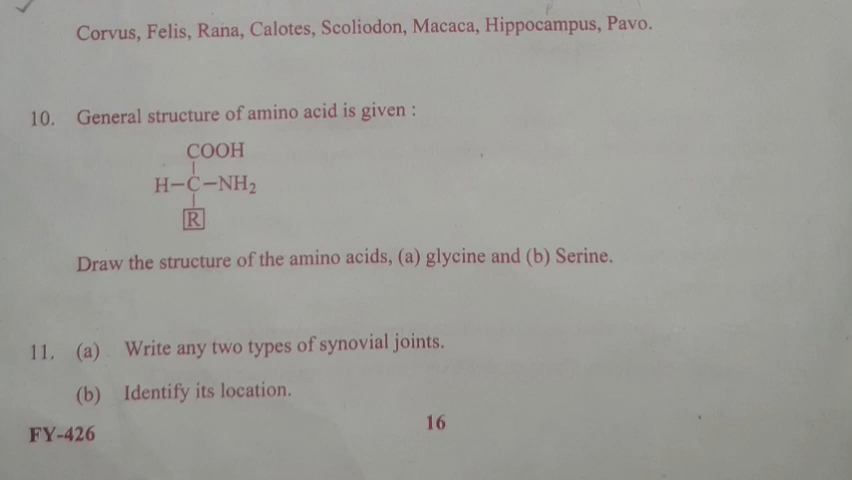 Corvus, Felis, Rana, Calotes, Scoliodon, Macaca, Hippocampus, Pavo.
10. General structure of amino acid is given :
COOH
|
H−C−NH₂
|
R
Draw the structure of the amino acids, (a) glycine and (b) Serine.
11. (a) Write any two types of synovial joints.
(b) Identify its location.
16
FY-426